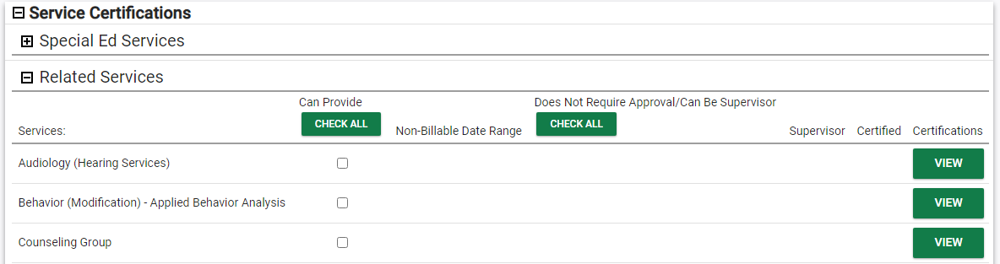 Service Certifications
Special Ed Services
Related Services
Can Provide
Does Not Require Approval/Can Be Supervisor
CHECK ALL
CHECK ALL
Services:
Non-Billable Date Range
Supervisor
Certified
Certifications
Audiology (Hearing Services)
VIEW
Behavior (Modification) - Applied Behavior Analysis
VIEW
Counseling Group
VIEW